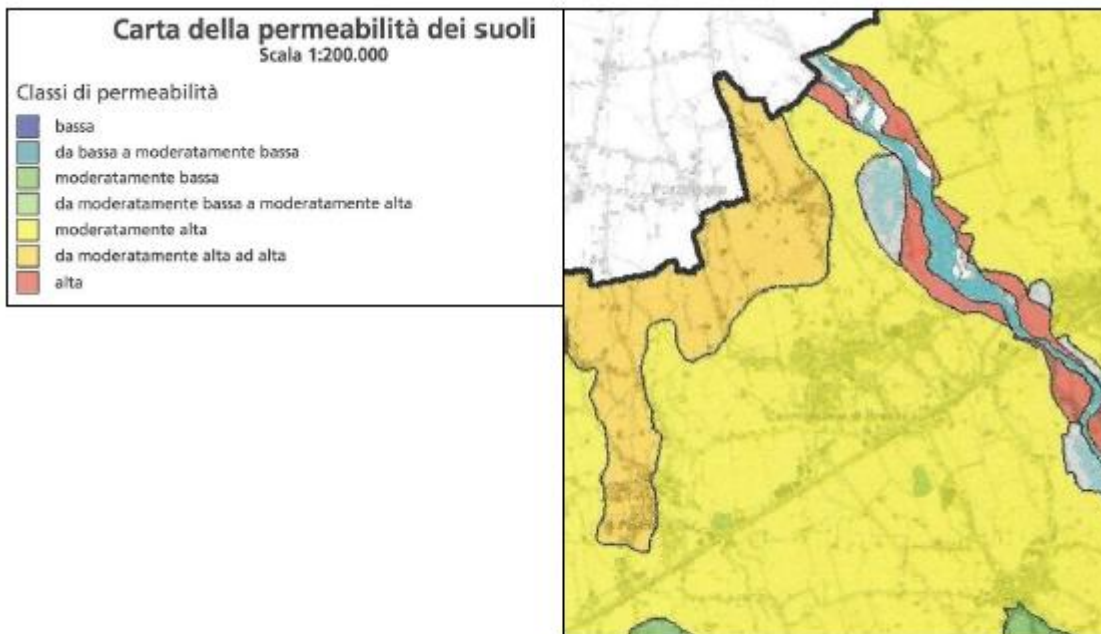 Carta della permeabilità dei suoli
Scala 1:200.000
Classi di permeabilità
bassa
da bassa a moderatamente bassa
moderatamente bassa
da moderatamente bassa a moderatamente alta
moderatamente alta
da moderatamente alta ad alta
alta